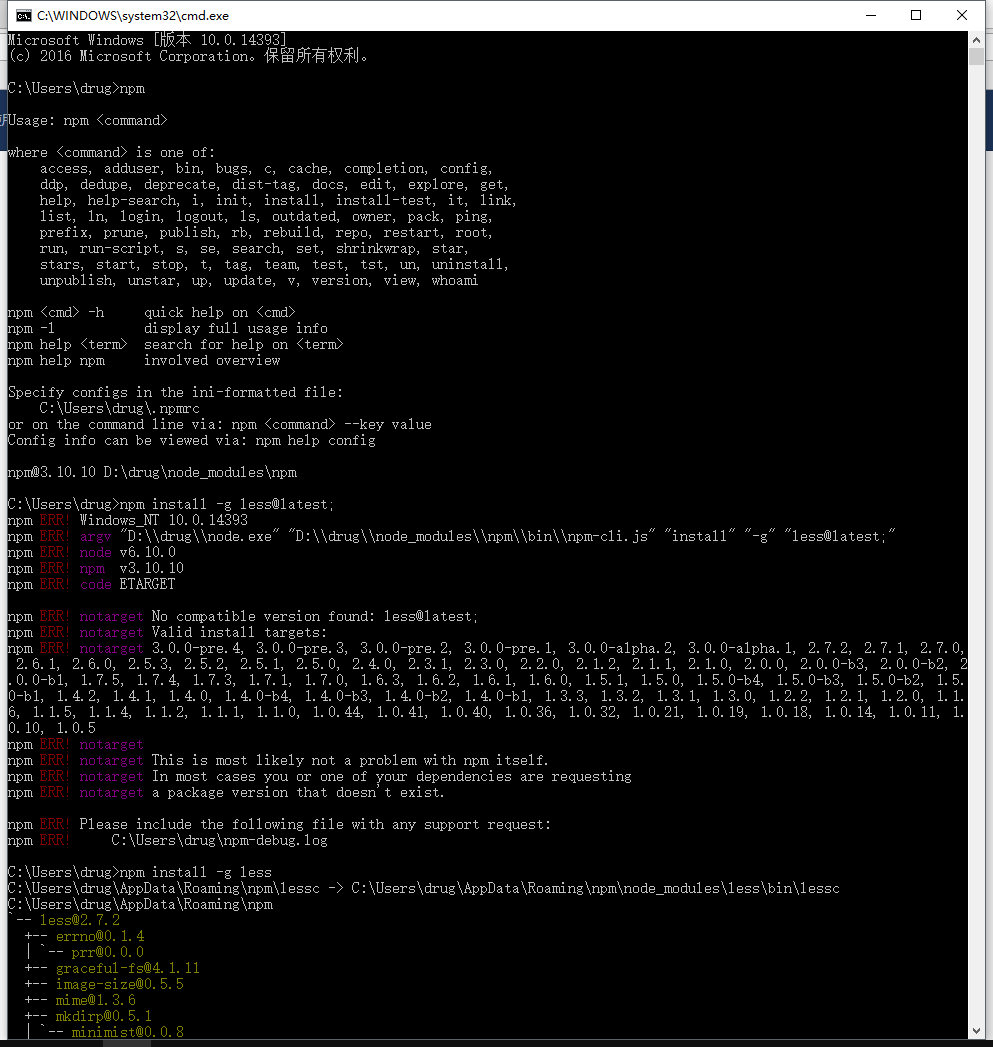 C:\WINDOWS\system32\cmd.exe
Microsoft Windows [版本 10.0.14393]
(c) 2016 Microsoft Corporation。保留所有权利。
C:\Users\drug>npm
Usage: npm <command>
where <command> is one of:
    access, adduser, bin, bugs, c, cache, completion, config,
    ddp, dedupe, deprecate, dist-tag, docs, edit, explore, get,
    help, help-search, i, init, install, install-test, it, link,
    list, ln, login, logout, ls, outdated, owner, pack, ping,
    prefix, prune, publish, rb, rebuild, repo, restart, root,
    run, run-script, s, se, search, set, shrinkwrap, star,
    stars, start, stop, t, tag, team, test, tst, un, uninstall,
    unpublish, unstar, up, update, v, version, view, whoami
npm <cmd> -h     quick help on <cmd>
npm -l           display full usage info
npm help <term>  search for help on <term>
npm help npm     involved overview
Specify configs in the ini-formatted file:
    C:\Users\drug\.npmrc
or on the command line via: npm <command> --key value
Config info can be viewed via: npm help config
npm@3.10.10 D:\drug\node_modules\npm
C:\Users\drug>npm install -g less@latest;
npm ERR! Windows_NT 10.0.14393
npm ERR! argv "D:\\drug\\node.exe" "D:\\drug\\node_modules\\npm\\bin\\npm-cli.js" "install" "-g" "less@latest;"
npm ERR! node v6.10.0
npm ERR! npm  v3.10.10
npm ERR! code ETARGET
npm ERR! notarget No compatible version found: less@latest;
npm ERR! notarget Valid install targets:
npm ERR! notarget 3.0.0-pre.4, 3.0.0-pre.3, 3.0.0-pre.2, 3.0.0-pre.1, 3.0.0-alpha.2, 3.0.0-alpha.1, 2.7.2, 2.7.1, 2.7.0,
 2.6.1, 2.6.0, 2.5.3, 2.5.2, 2.5.1, 2.5.0, 2.4.0, 2.3.1, 2.3.0, 2.2.0, 2.1.2, 2.1.1, 2.1.0, 2.0.0, 2.0.0-b3, 2.0.0-b2, 2
.0.0-b1, 1.7.5, 1.7.4, 1.7.3, 1.7.1, 1.7.0, 1.6.3, 1.6.2, 1.6.1, 1.6.0, 1.5.1, 1.5.0, 1.5.0-b4, 1.5.0-b3, 1.5.0-b2, 1.5.
0-b1, 1.4.2, 1.4.1, 1.4.0, 1.4.0-b4, 1.4.0-b3, 1.4.0-b2, 1.4.0-b1, 1.3.3, 1.3.2, 1.3.1, 1.3.0, 1.2.2, 1.2.1, 1.2.0, 1.1.
6, 1.1.5, 1.1.4, 1.1.2, 1.1.1, 1.1.0, 1.0.44, 1.0.41, 1.0.40, 1.0.36, 1.0.32, 1.0.21, 1.0.19, 1.0.18, 1.0.14, 1.0.11, 1.
0.10, 1.0.5
npm ERR! notarget
npm ERR! notarget This is most likely not a problem with npm itself.
npm ERR! notarget In most cases you or one of your dependencies are requesting
npm ERR! notarget a package version that doesn't exist.
npm ERR! Please include the following file with any support request:
npm ERR!     C:\Users\drug\npm-debug.log
C:\Users\drug>npm install -g less
C:\Users\drug\AppData\Roaming\npm\lessc -> C:\Users\drug\AppData\Roaming\npm\node_modules\less\bin\lessc
C:\Users\drug\AppData\Roaming\npm
`-- less@2.7.2
  +-- errno@0.1.4
  | `-- prr@0.0.0
  +-- graceful-fs@4.1.11
  +-- image-size@0.5.5
  +-- mime@1.3.6
  +-- mkdirp@0.5.1
  | `-- minimist@0.0.8